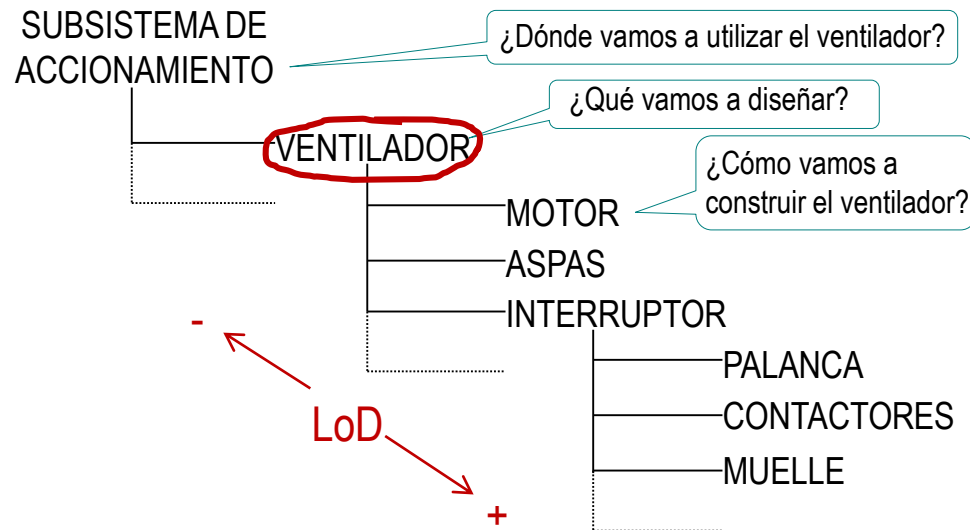 SUBSISTEMA DE
ACCIONAMIENTO
¿Dónde vamos a utilizar el ventilador?
¿Qué vamos a diseñar?
VENTILADOR
¿Cómo vamos a
construir el ventilador?
MOTOR
ASPAS
INTERRUPTOR
-
PALANCA
LoD
CONTACTORES
MUELLE
+